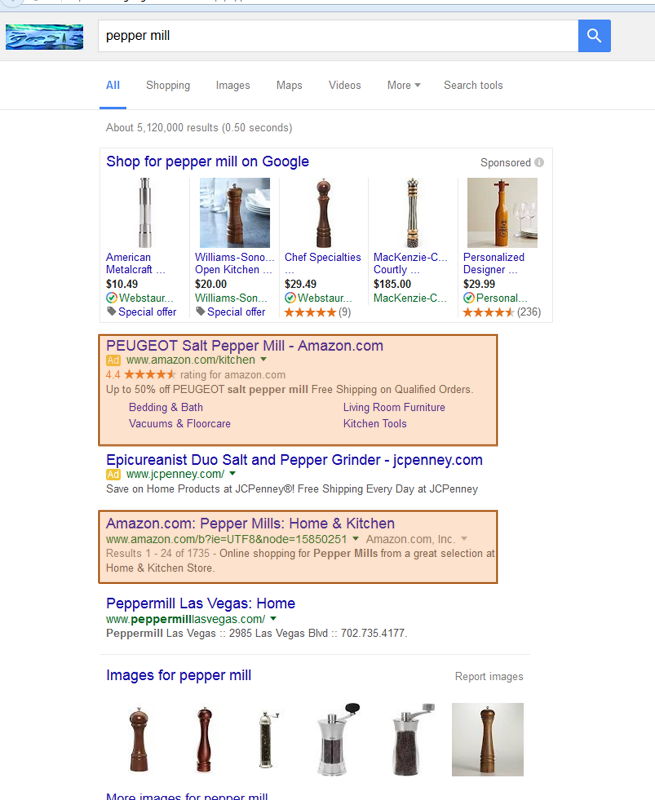 pepper mill
All Shopping Images Maps Videos More Search tools
About 5,120,000 results (0.50 seconds)
Shop for pepper mill on Google Sponsored
American Metalcraft ...
$10.49
Webstaur...
Special offer
Williams-Sono...
Open Kitchen ...
$20.00
Williams-Son...
Special offer
Chef Specialties
...
$29.49
Webstaur...
(9)
MacKenzie-C...
Courtly ...
$185.00
MacKenzie-C...
Personalized
Designer ...
$29.99
Personal...
(236)
PEUGEOT Salt Pepper Mill - Amazon.com
Ad www.amazon.com/kitchen
4.4 rating for amazon.com
Up to 50% off PEUGEOT salt pepper mill Free Shipping on Qualified Orders.
Bedding & Bath Living Room Furniture
Vacuums & Floorcare Kitchen Tools
Epicureanist Duo Salt and Pepper Grinder - jcpenney.com
Ad www.jcpenney.com/
Save on Home Products at JCPenney®! Free Shipping Every Day at JCPenney
Amazon.com: Pepper Mills: Home & Kitchen
www.amazon.com/b?ie=UTF8&node=15850251 Amazon.com, Inc.
Results 1 - 24 of 1735 - Online shopping for Pepper Mills from a great selection at
Home & Kitchen Store.
Peppermill Las Vegas: Home
www.peppermilllasvegas.com/
Peppermill Las Vegas :: 2985 Las Vegas Blvd :: 702.735.4177.
Images for pepper mill Report images
More images for pepper mill